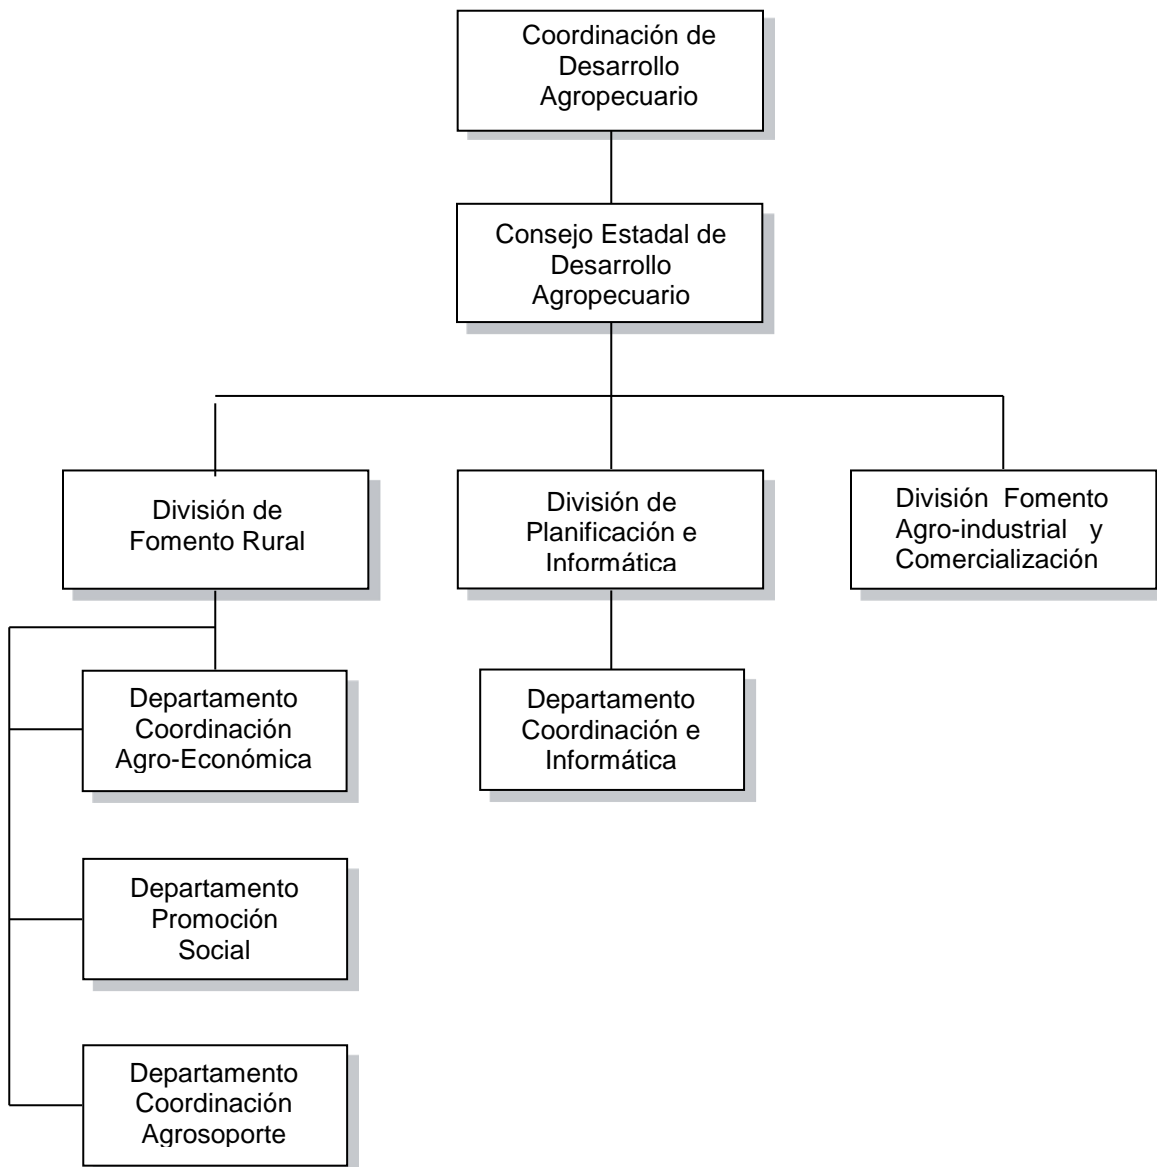 Coordinación de
Desarrollo
Agropecuario
Consejo Estadal de
Desarrollo
Agropecuario
División de
Fomento Rural
División de
Planificación e
Informática
División Fomento
Agro-industrial y
Comercialización
Departamento
Coordinación
Agro-Económica
Departamento
Coordinación e
Informática
Departamento
Promoción
Social
Departamento
Coordinación
Agrosoporte